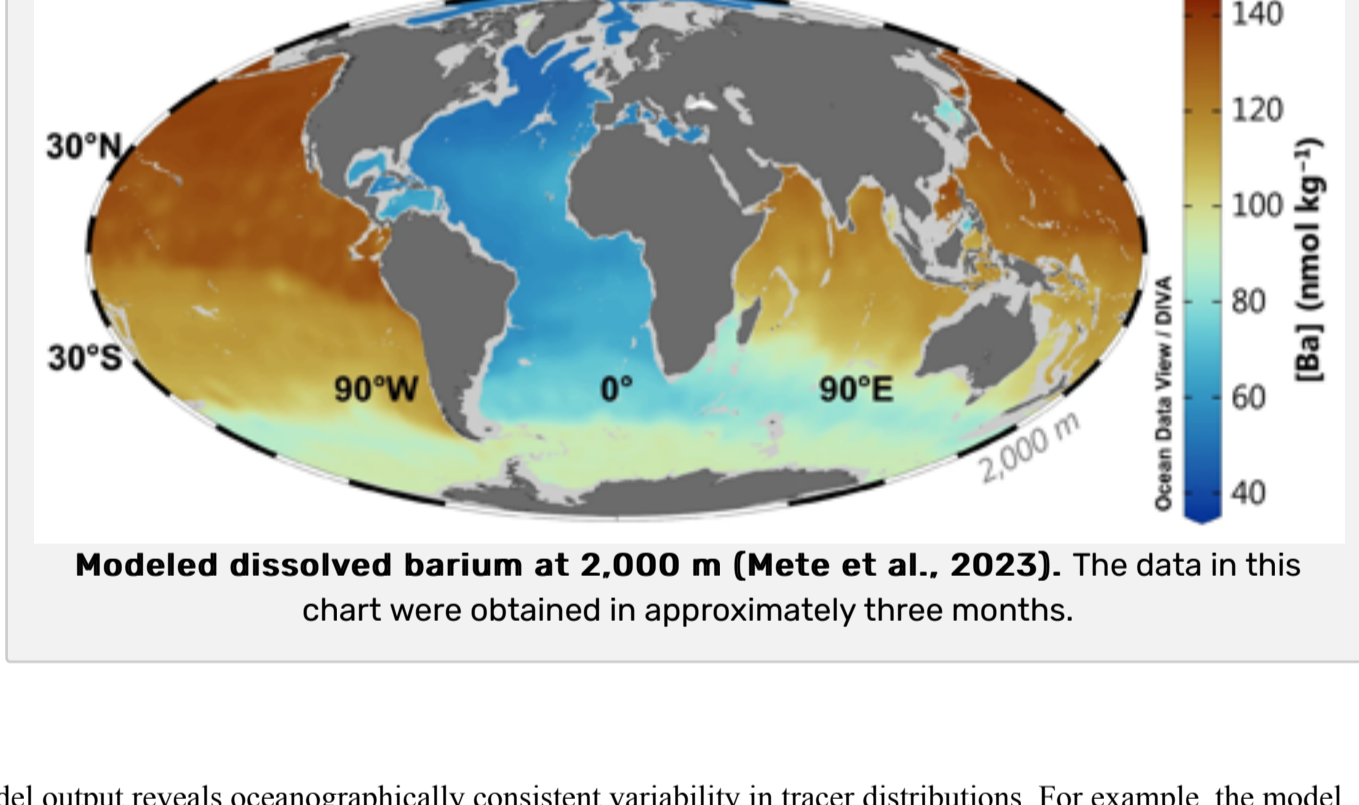 140
120
100
80
60
40
[Ba] (nmol kg⁻¹)
Ocean Data View / DIVA
30°N
30°S
90°W 0° 90°E
2,000 m
Modeled dissolved barium at 2,000 m (Mete et al., 2023). The data in this
chart were obtained in approximately three months.
output reveals oceanographically consistent variability in tracer distributions. For example, the model